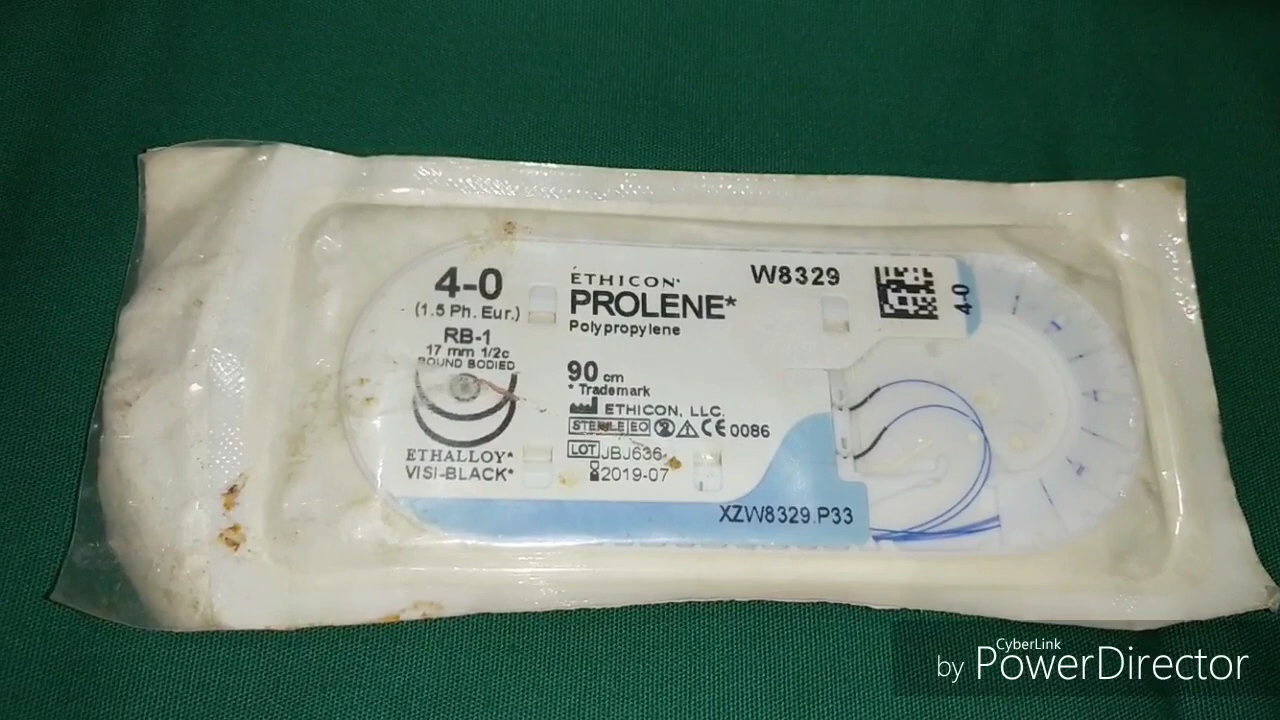 4-0
(1.5 Ph. Eur.)
RB-1
17 mm 1/2c
ROUND BODIED
ETHALLOY*
VISI-BLACK*
ETHICON*
PROLENE*
Polypropylene
90 cm
* Trademark
ETHICON, LLC.
STERILE EO CE 0086
LOT JBJ636
2019-07
W8329
4-0
XZW8329.P33
CyberLink
by PowerDirector